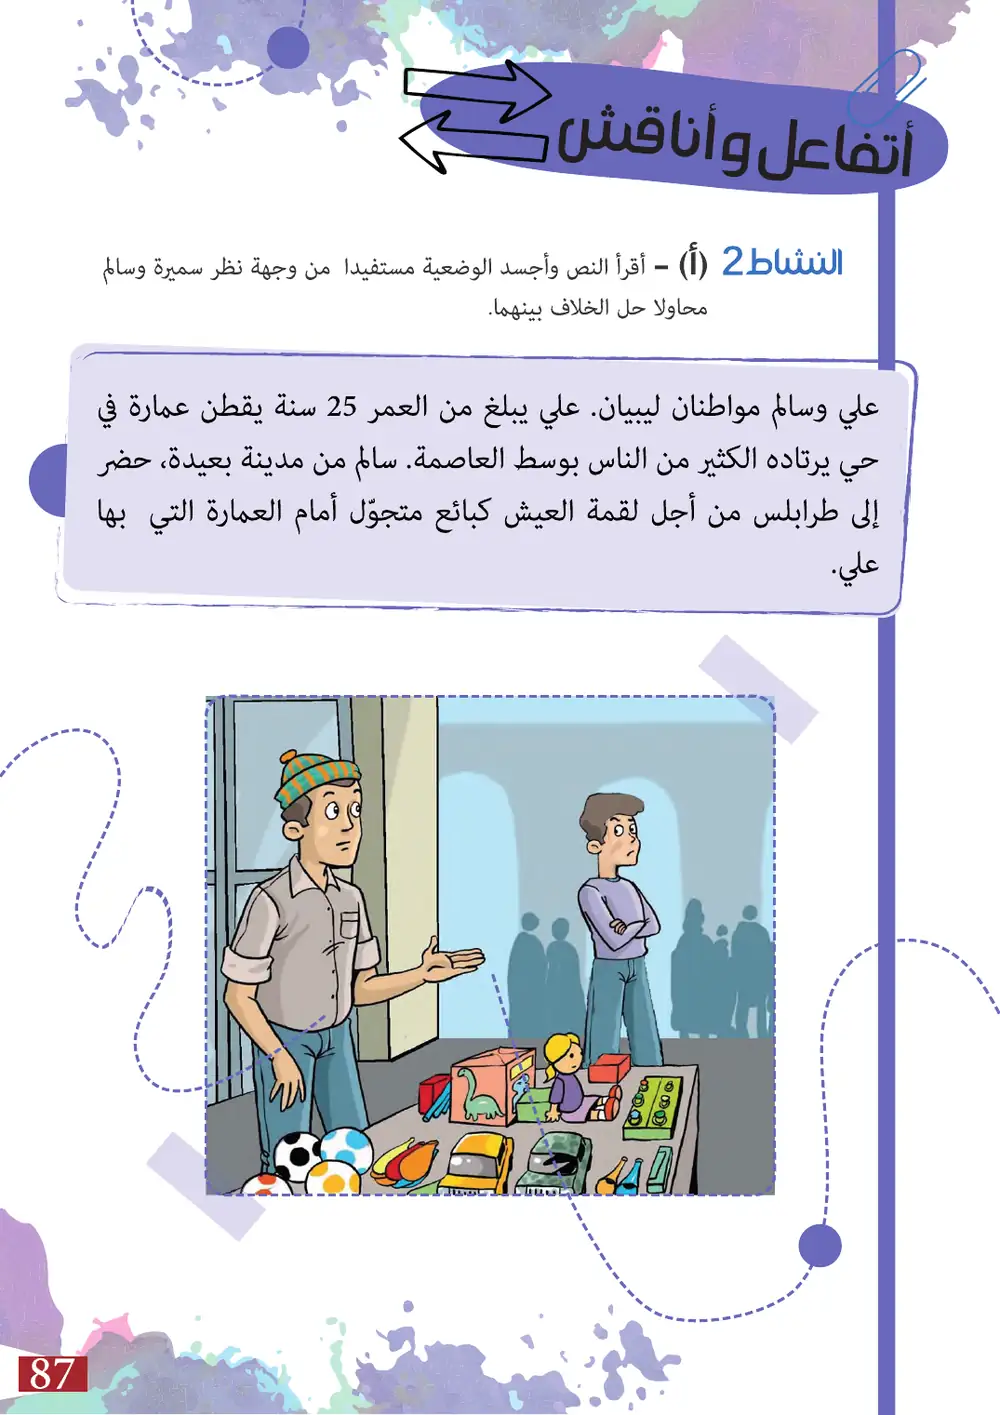 أتفاعل وأناقش
النشاط 2 (أ) - أقرأ النص وأجسد الوضعية مستفيدا من وجهة نظر سميرة وسالم
محاولا حل الخلاف بينهما.
علي وسالم مواطنان ليبيان. علي يبلغ من العمر 25 سنة يقطن عمارة في
حي يرتاده الكثير من الناس بوسط العاصمة. سالم من مدينة بعيدة، حضر
إلى طرابلس من أجل لقمة العيش كبائع متجوّل أمام العمارة التي بها
علي.
87